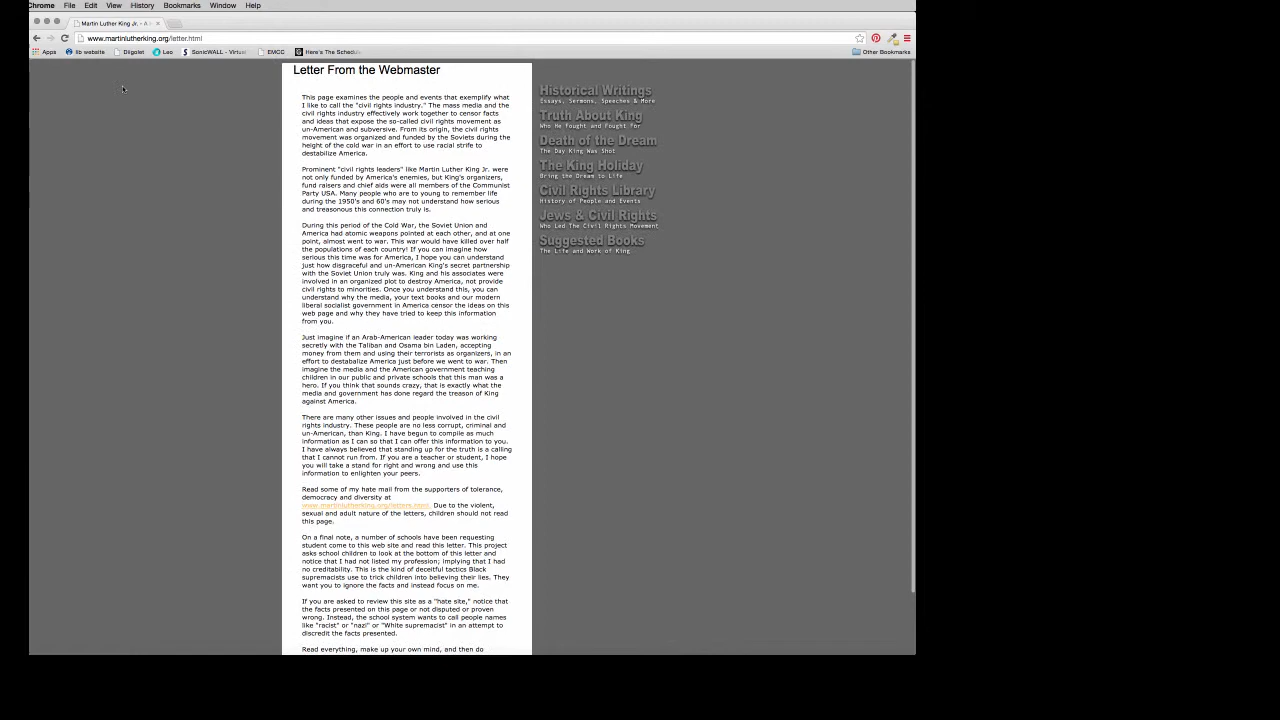 Chrome File Edit View History Bookmarks Window Help
Martin Luther King Jr. - A
www.martinlutherking.org/letter.html
Apps lib website Diigolet Leo SonicWALL - Virtua EMCC Here's The Schedul Other Bookmarks
Letter From the Webmaster
This page examines the people and events that exemplify what
I like to call the "civil rights industry." The mass media and the
civil rights industry effectively work together to censor facts
and ideas that expose the so-called civil rights movement as
un-American and subversive. From its origin, the civil rights
movement was organized and funded by the Soviets during the
height of the cold war in an effort to use racial strife to
destabilize America.
Prominent "civil rights leaders" like Martin Luther King Jr. were
not only funded by America's enemies, but King's organizers,
fund raisers and chief aids were all members of the Communist
Party USA. Many people who are to young to remember life
during the 1950's and 60's may not understand how serious
and treasonous this connection truly is.
During this period of the Cold War, the Soviet Union and
America had atomic weapons pointed at each other, and at one
point, almost went to war. This war would have killed over half
the populations of each country! If you can imagine how
serious this time was for America, I hope you can understand
just how disgraceful and un-American King's secret partnership
with the Soviet Union truly was. King and his associates were
involved in an organized plot to destroy America, not provide
civil rights to minorities. Once you understand this, you can
understand why the media, your text books and our modern
liberal socialist government in America censor the ideas on this
web page and why they have tried to keep this information
from you.
Just imagine if an Arab-American leader today was working
secretly with the Taliban and Osama bin Laden, accepting
money from them and using their terrorists as organizers, in an
effort to destabalize America just before we went to war. Then
imagine the media and the American government teaching
children in our public and private schools that this man was a
hero. If you think that sounds crazy, that is exactly what the
media and government has done regard the treason of King
against America.
There are many other issues and people involved in the civil
rights industry. These people are no less corrupt, criminal and
un-American, than King. I have begun to compile as much
information as I can so that I can offer this information to you.
I have always believed that standing up for the truth is a calling
that I cannot run from. If you are a teacher or student, I hope
you will take a stand for right and wrong and use this
information to enlighten your peers.
Read some of my hate mail from the supporters of tolerance,
democracy and diversity at
www.martinlutherking.org/letters.html. Due to the violent,
sexual and adult nature of the letters, children should not read
this page.
On a final note, a number of schools have been requesting
student come to this web site and read this letter. This project
asks school children to look at the bottom of this letter and
notice that I had not listed my profession; implying that I had
no creditability. This is the kind of deceitful tactics Black
supremacists use to trick children into believing their lies. They
want you to ignore the facts and instead focus on me.
If you are asked to review this site as a "hate site," notice that
the facts presented on this page or not disputed or proven
wrong. Instead, the school system wants to call people names
like "racist" or "nazi" or "White supremacist" in an attempt to
discredit the facts presented.
Read everything, make up your own mind, and then do
Historical Writings
Essays, Sermons, Speeches & More
Truth About King
Who He Fought and Fought For
Death of the Dream
The Day King Was Shot
The King Holiday
Bring the Dream to Life
Civil Rights Library
History of People and Events
Jews & Civil Rights
Who Led The Civil Rights Movement
Suggested Books
The Life and Work of King